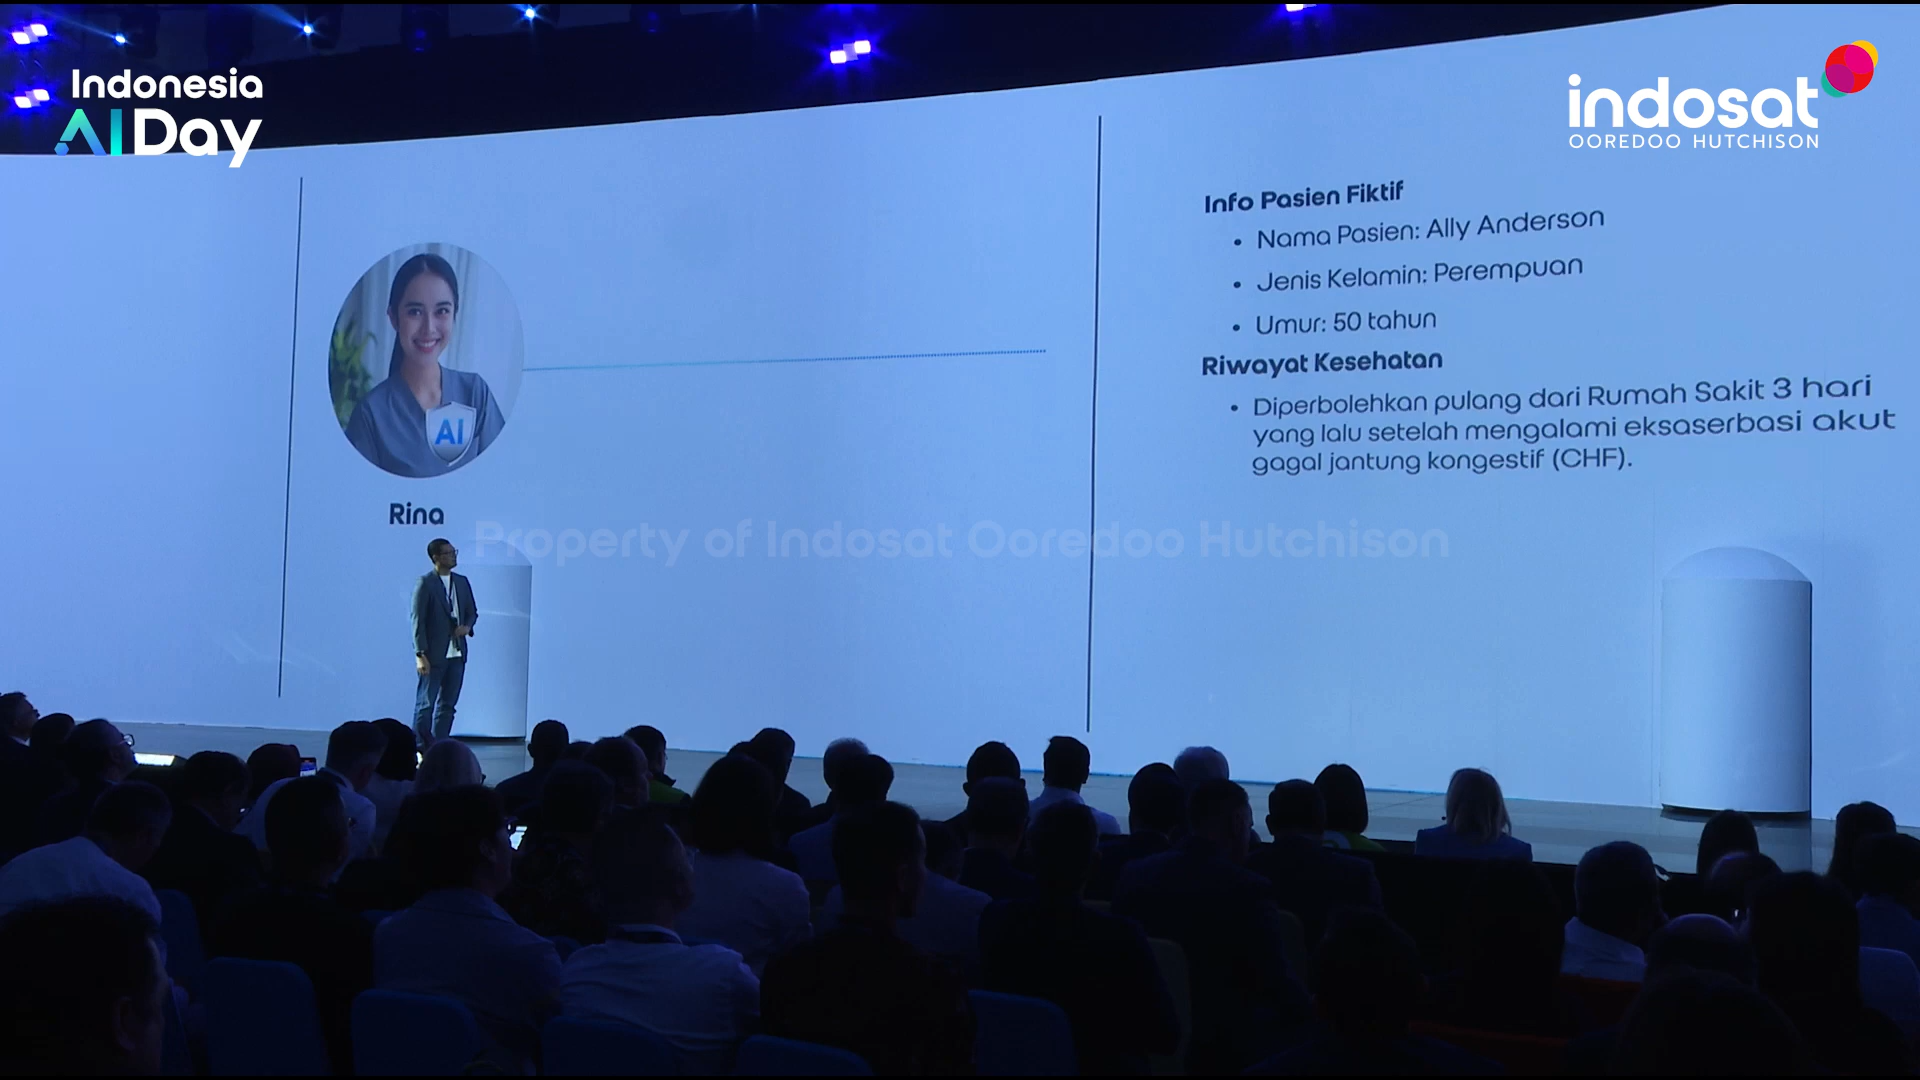 Indonesia
AI Day
indosat
OOREDOO HUTCHISON
Info Pasien Fiktif
• Nama Pasien: Ally Anderson
• Jenis Kelamin: Perempuan
• Umur: 50 tahun
Riwayat Kesehatan
• Diperbolehkan pulang dari Rumah Sakit 3 hari
yang lalu setelah mengalami eksaserbasi akut
gagal jantung kongestif (CHF).
AI
Rina
Property of Indosat Ooredoo Hutchison